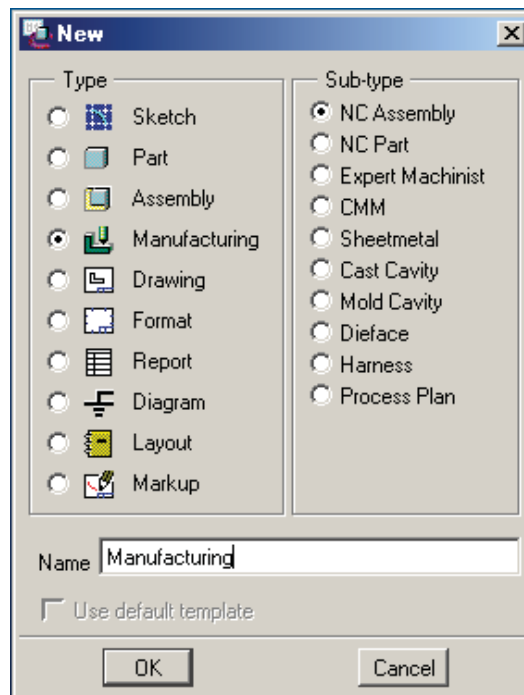 New
Type
Sketch
Part
Assembly
Manufacturing
Drawing
Format
Report
Diagram
Layout
Markup
Sub-type
NC Assembly
NC Part
Expert Machinist
CMM
Sheetmetal
Cast Cavity
Mold Cavity
Dieface
Harness
Process Plan
Name Manufacturing
Use default template
OK Cancel